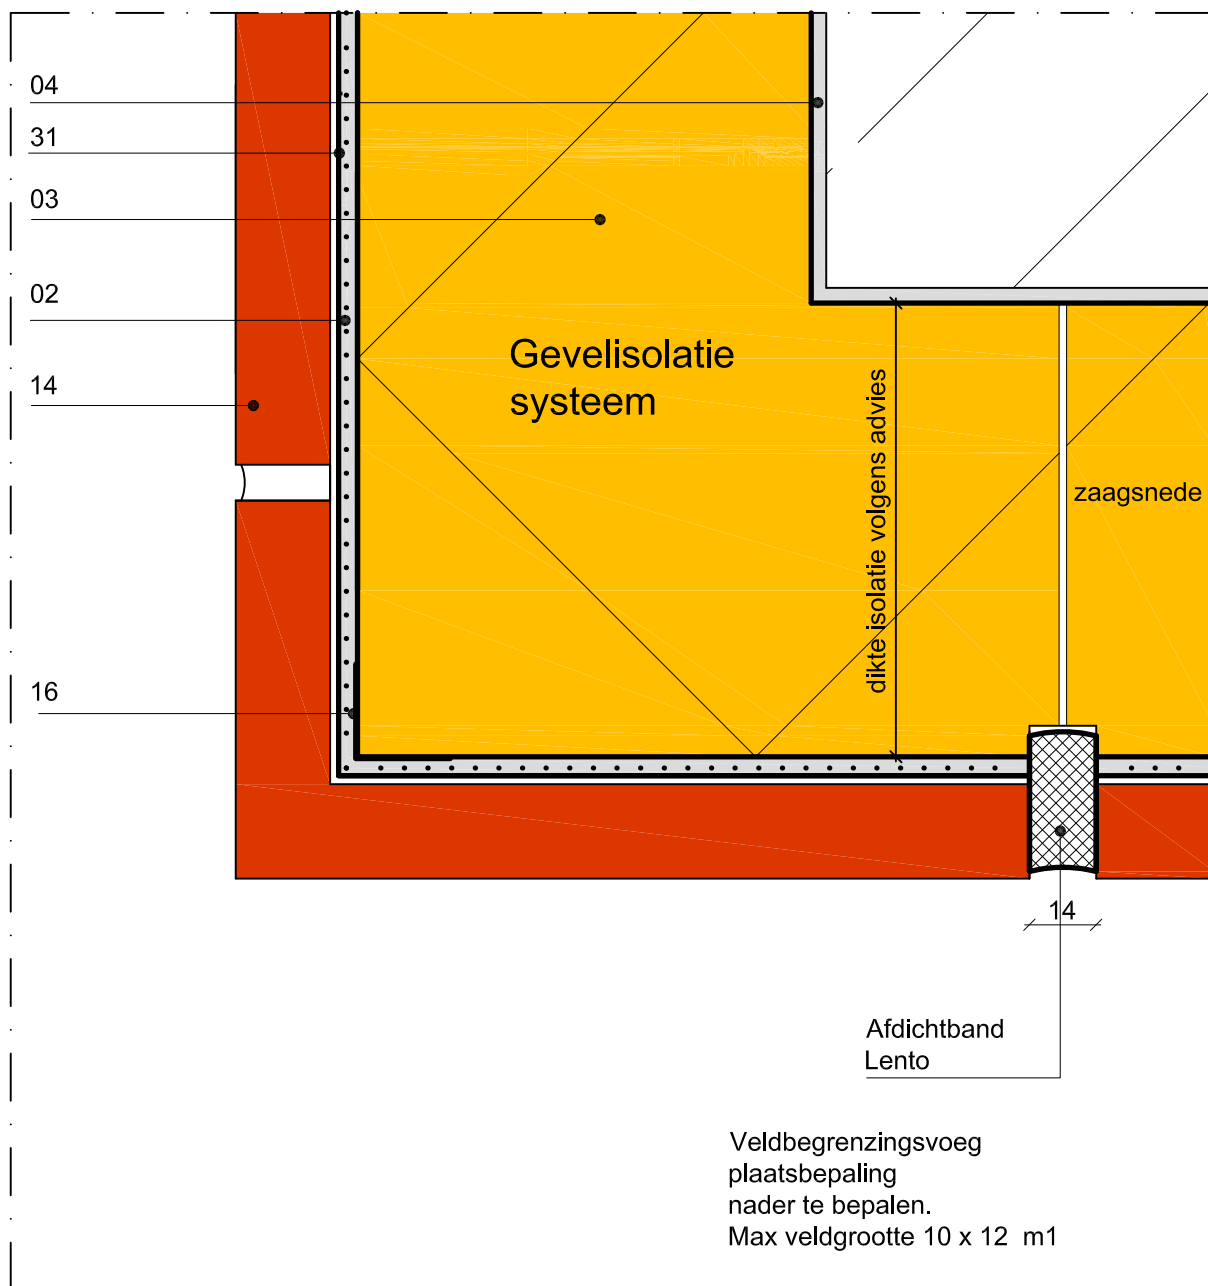 04
31
03
02
14
16
Gevelisolatie
systeem
dikte isolatie volgens advies
zaagsnede
14
Afdichtband
Lento
Veldbegrenzingsvoeg
plaatsbepaling
nader te bepalen.
Max veldgrootte 10 x 12 m1